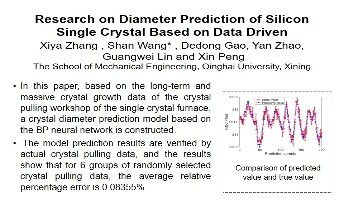 Research on Diameter Prediction of Silicon
Single Crystal Based on Data Driven
Xiya Zhang , Shan Wang* , Dedong Gao, Yan Zhao,
Guangwei Lin and Xin Peng
The School of Mechanical Engineering, Qinghai University, Xining
• In this paper, based on the long-term and
massive crystal growth data of the crystal
pulling workshop of the single crystal furnace,
a crystal diameter prediction model based on
the BP neural network is constructed.
• The model prediction results are verified by
actual crystal pulling data, and the results
show that for 6 groups of randomly selected
crystal pulling data, the average relative
percentage error is 0.08355%
Comparison of predicted
value and true value